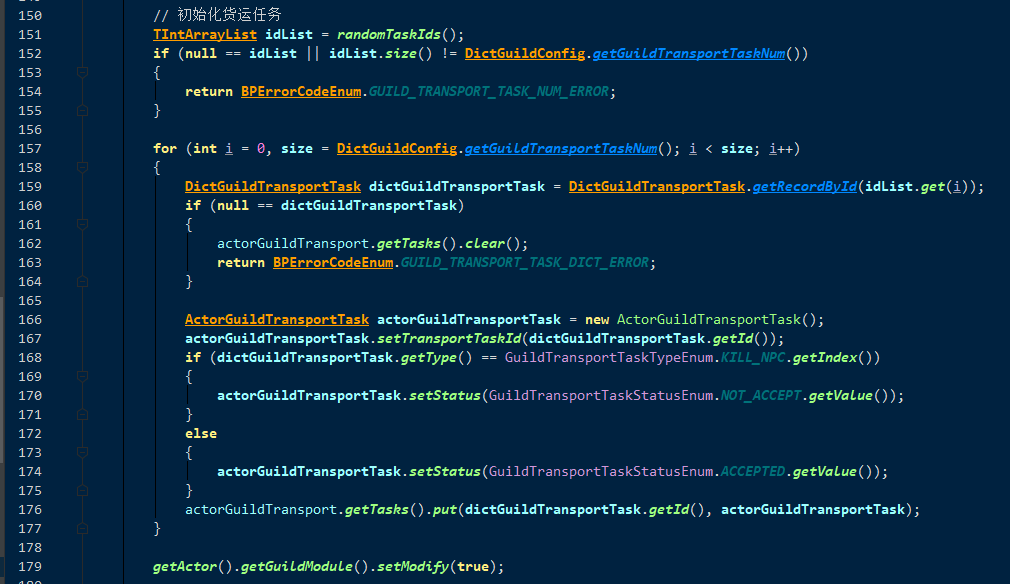 150 // 初始化货运任务
151 TIntArrayList idList = randomTaskIds();
152 if (null == idList || idList.size() != DictGuildConfig.getGuildTransportTaskNum())
153 {
154 return BPErrorCodeEnum.GUILD_TRANSPORT_TASK_NUM_ERROR;
155 }
156
157 for (int i = 0, size = DictGuildConfig.getGuildTransportTaskNum(); i < size; i++)
158 {
159 DictGuildTransportTask dictGuildTransportTask = DictGuildTransportTask.getRecordById(idList.get(i));
160 if (null == dictGuildTransportTask)
161 {
162 actorGuildTransport.getTasks().clear();
163 return BPErrorCodeEnum.GUILD_TRANSPORT_TASK_DICT_ERROR;
164 }
165
166 ActorGuildTransportTask actorGuildTransportTask = new ActorGuildTransportTask();
167 actorGuildTransportTask.setTransportTaskId(dictGuildTransportTask.getId());
168 if (dictGuildTransportTask.getType() == GuildTransportTaskTypeEnum.KILL_NPC.getIndex())
169 {
170 actorGuildTransportTask.setStatus(GuildTransportTaskStatusEnum.NOT_ACCEPT.getValue());
171 }
172 else
173 {
174 actorGuildTransportTask.setStatus(GuildTransportTaskStatusEnum.ACCEPTED.getValue());
175 }
176 actorGuildTransport.getTasks().put(dictGuildTransportTask.getId(), actorGuildTransportTask);
177 }
178
179 getActor().getGuildModule().setModify(true);